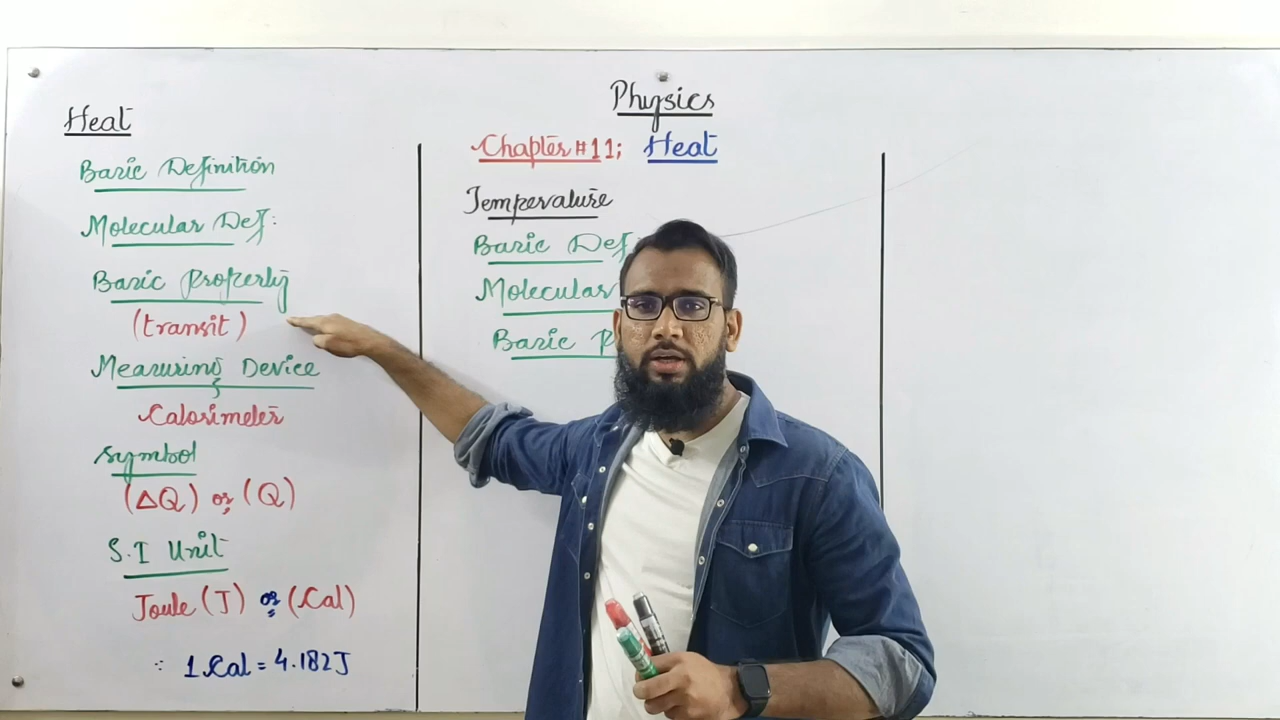 Physics
Chapter #11; Heat
Heat
Basic Definition
Molecular Def:
Basic Property
(transit)
Measuring Device
Calorimeter
Symbol
(ΔQ) or (Q)
S.I Unit
Joule (J) or (Cal)
∵ 1 Cal = 4.182J
Temperature
Basic Def:
Molecular
Basic P